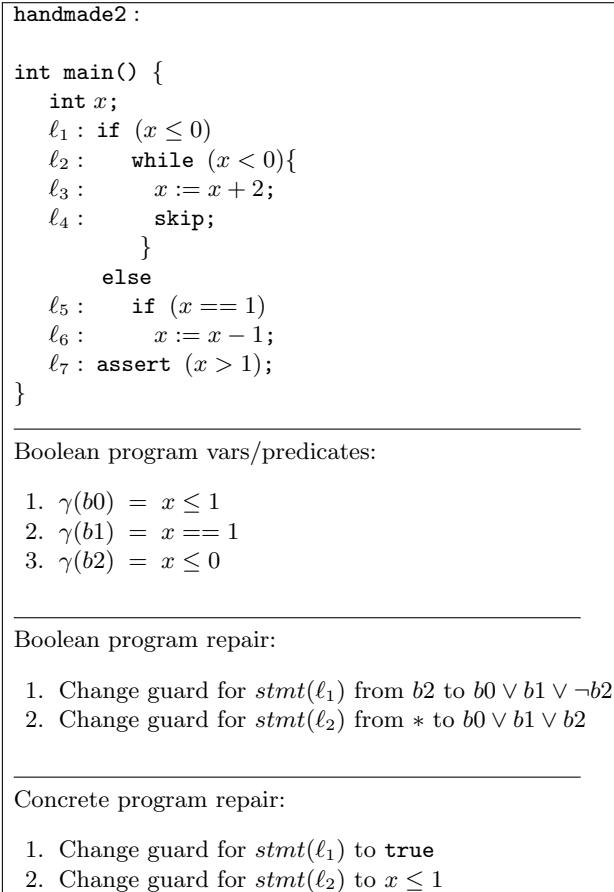 handmade2 :
int main() {
int x;
ℓ1 : if (x ≤ 0)
ℓ2 : while (x < 0){
ℓ3 : x := x + 2;
ℓ4 : skip;
}
else
ℓ5 : if (x == 1)
ℓ6 : x := x − 1;
ℓ7 : assert (x > 1);
}
Boolean program vars/predicates:
1. γ(b0) = x ≤ 1
2. γ(b1) = x == 1
3. γ(b2) = x ≤ 0
Boolean program repair:
1. Change guard for stmt(ℓ1) from b2 to b0 ∨ b1 ∨ ¬b2
2. Change guard for stmt(ℓ2) from ∗ to b0 ∨ b1 ∨ b2
Concrete program repair:
1. Change guard for stmt(ℓ1) to true
2. Change guard for stmt(ℓ2) to x ≤ 1